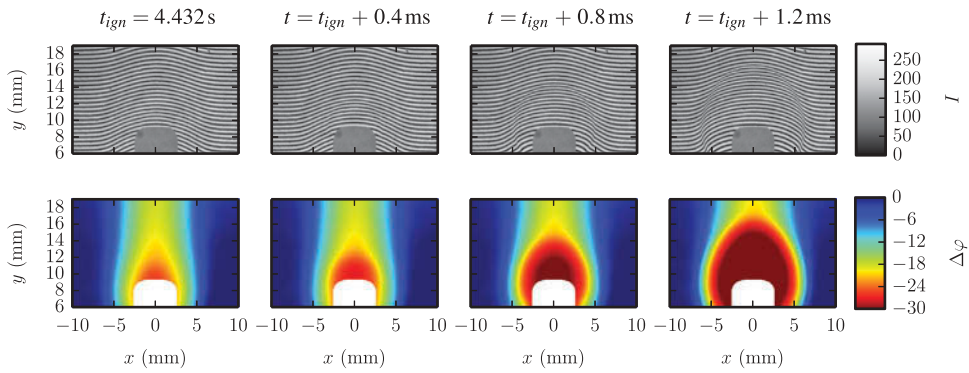 t_ign = 4.432 s
t = t_ign + 0.4 ms
t = t_ign + 0.8 ms
t = t_ign + 1.2 ms
18
16
14
12
10
8
6
y (mm)
250
200
150
100
50
0
I
18
16
14
12
10
8
6
y (mm)
0
−6
−12
−18
−24
−30
Δφ
−10 −5 0 5 10
−10 −5 0 5 10
−10 −5 0 5 10
−10 −5 0 5 10
x (mm)
x (mm)
x (mm)
x (mm)